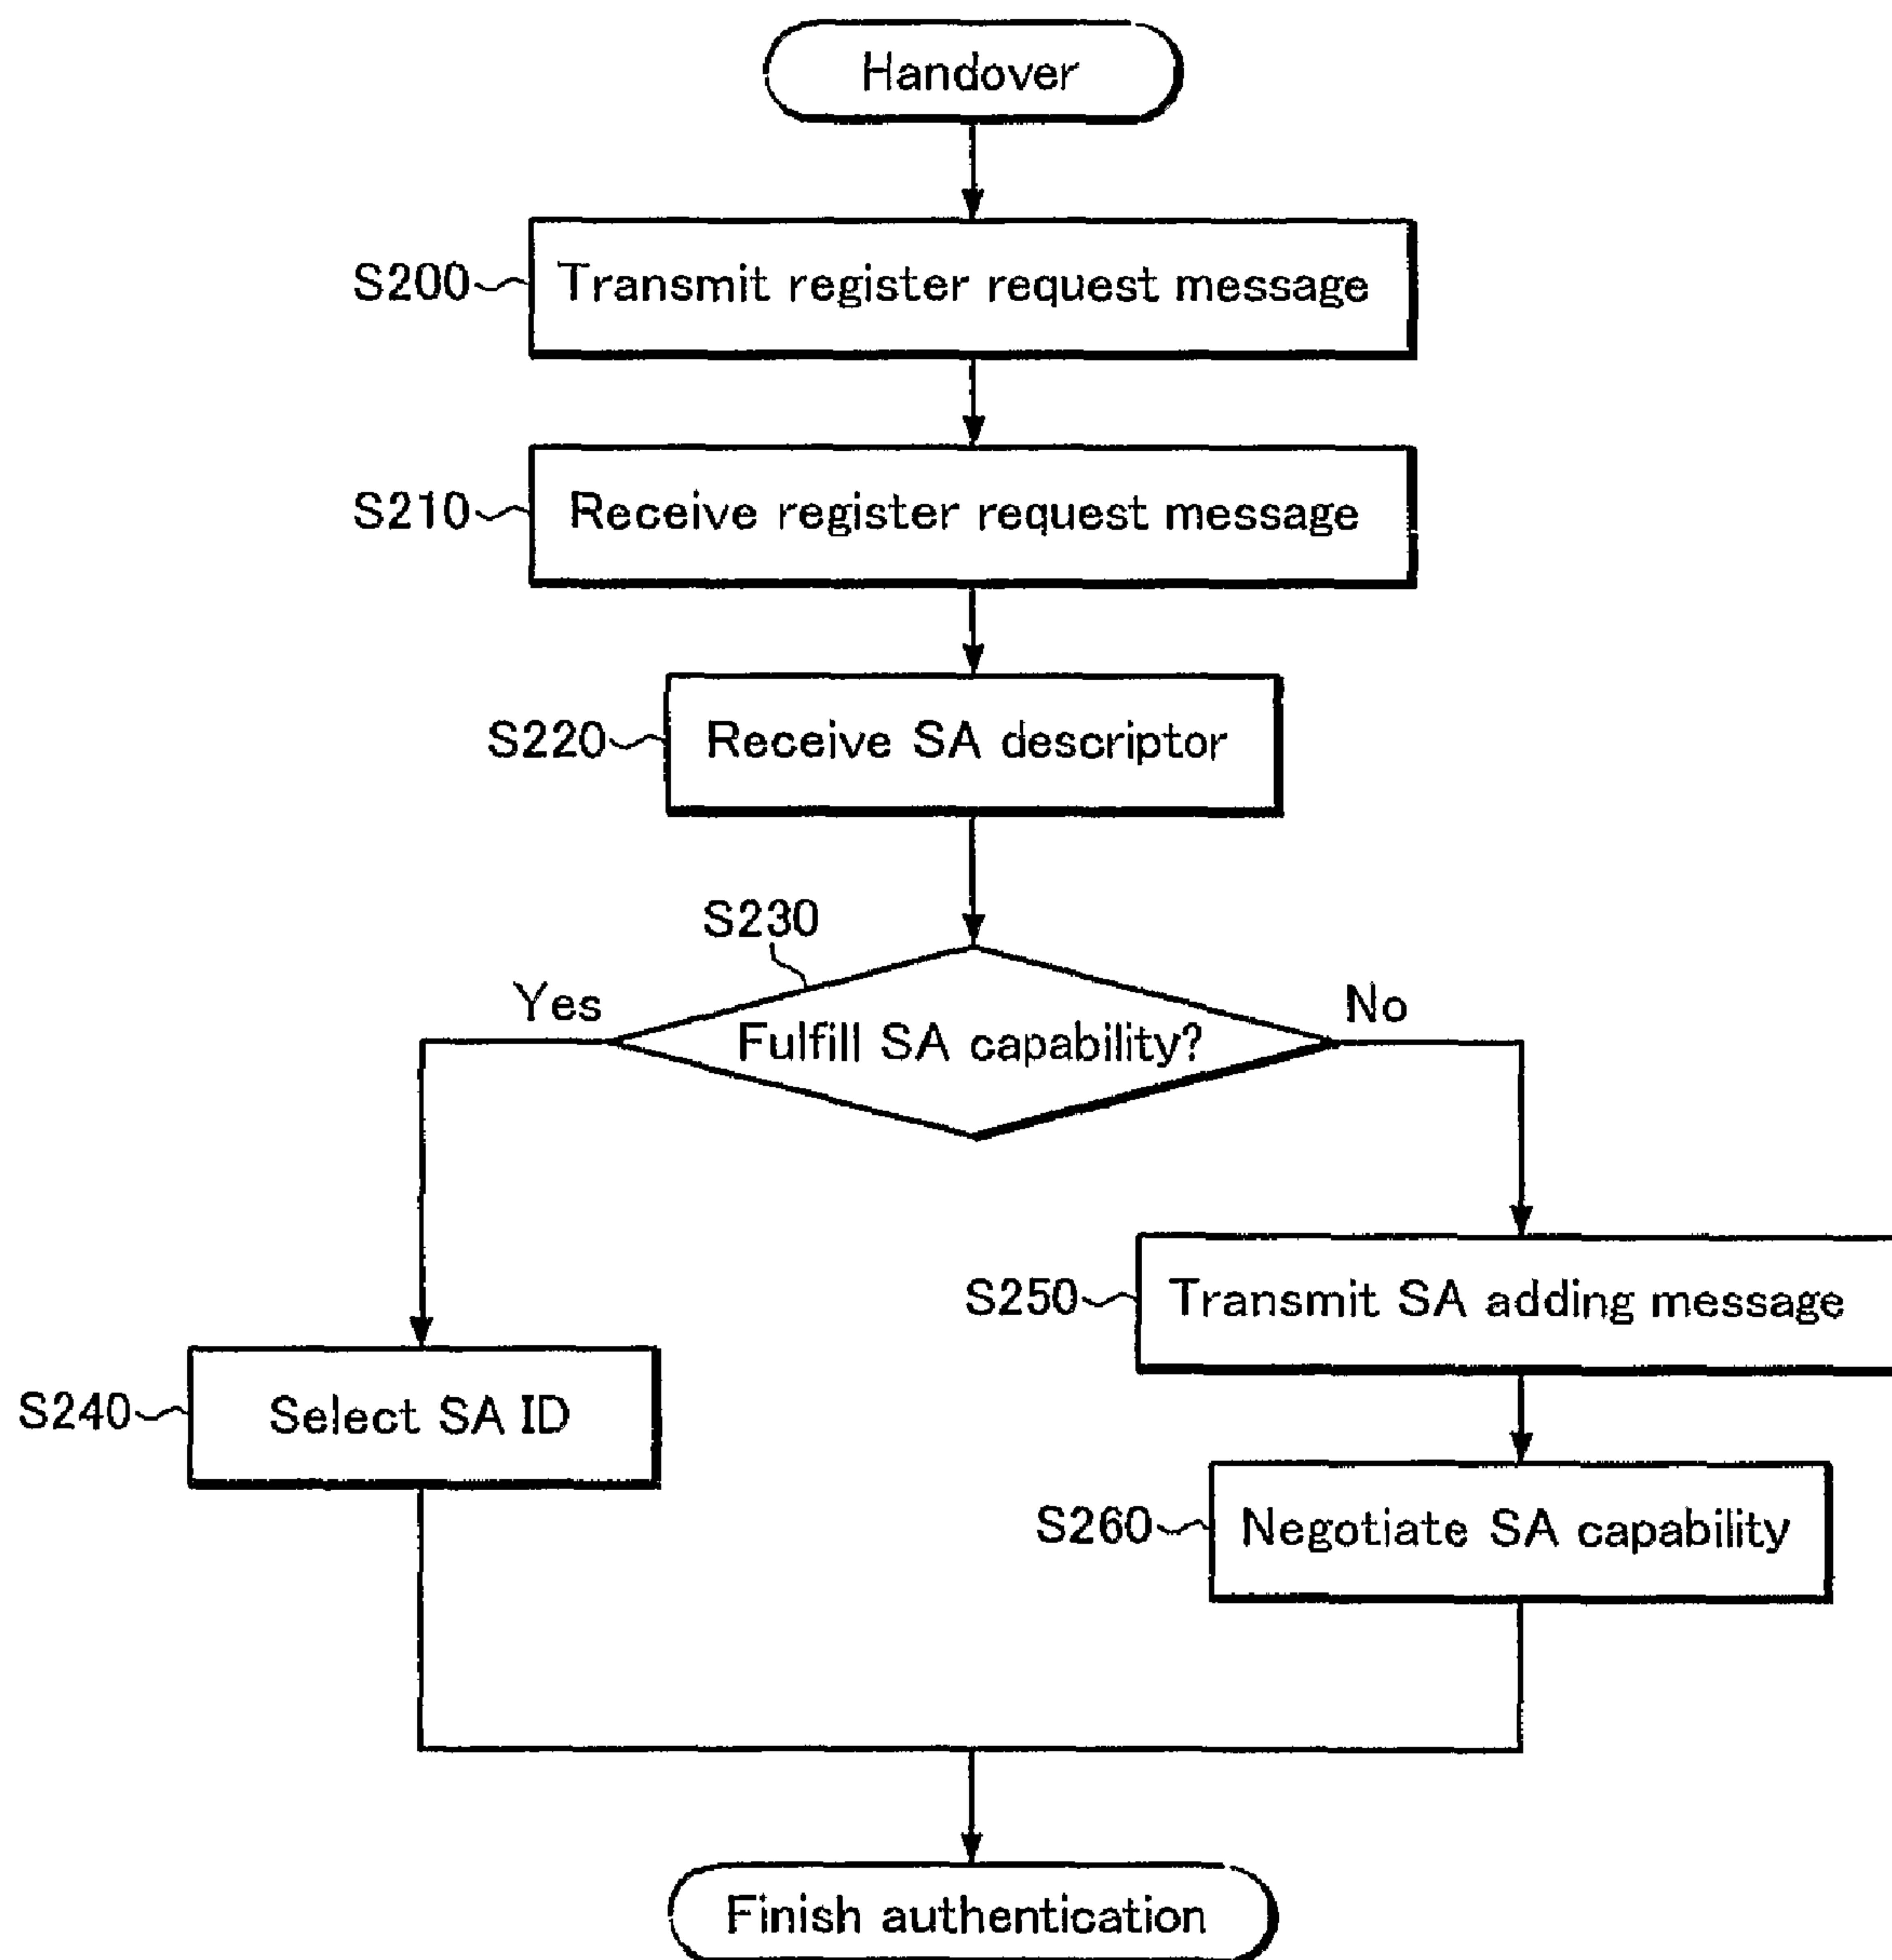 Handover
S200
Transmit register request message
S210
Receive register request message
S220
Receive SA descriptor
S230
Fulfill SA capability?
Yes
No
S240
Select SA ID
S250
Transmit SA adding message
S260
Negotiate SA capability
Finish authentication